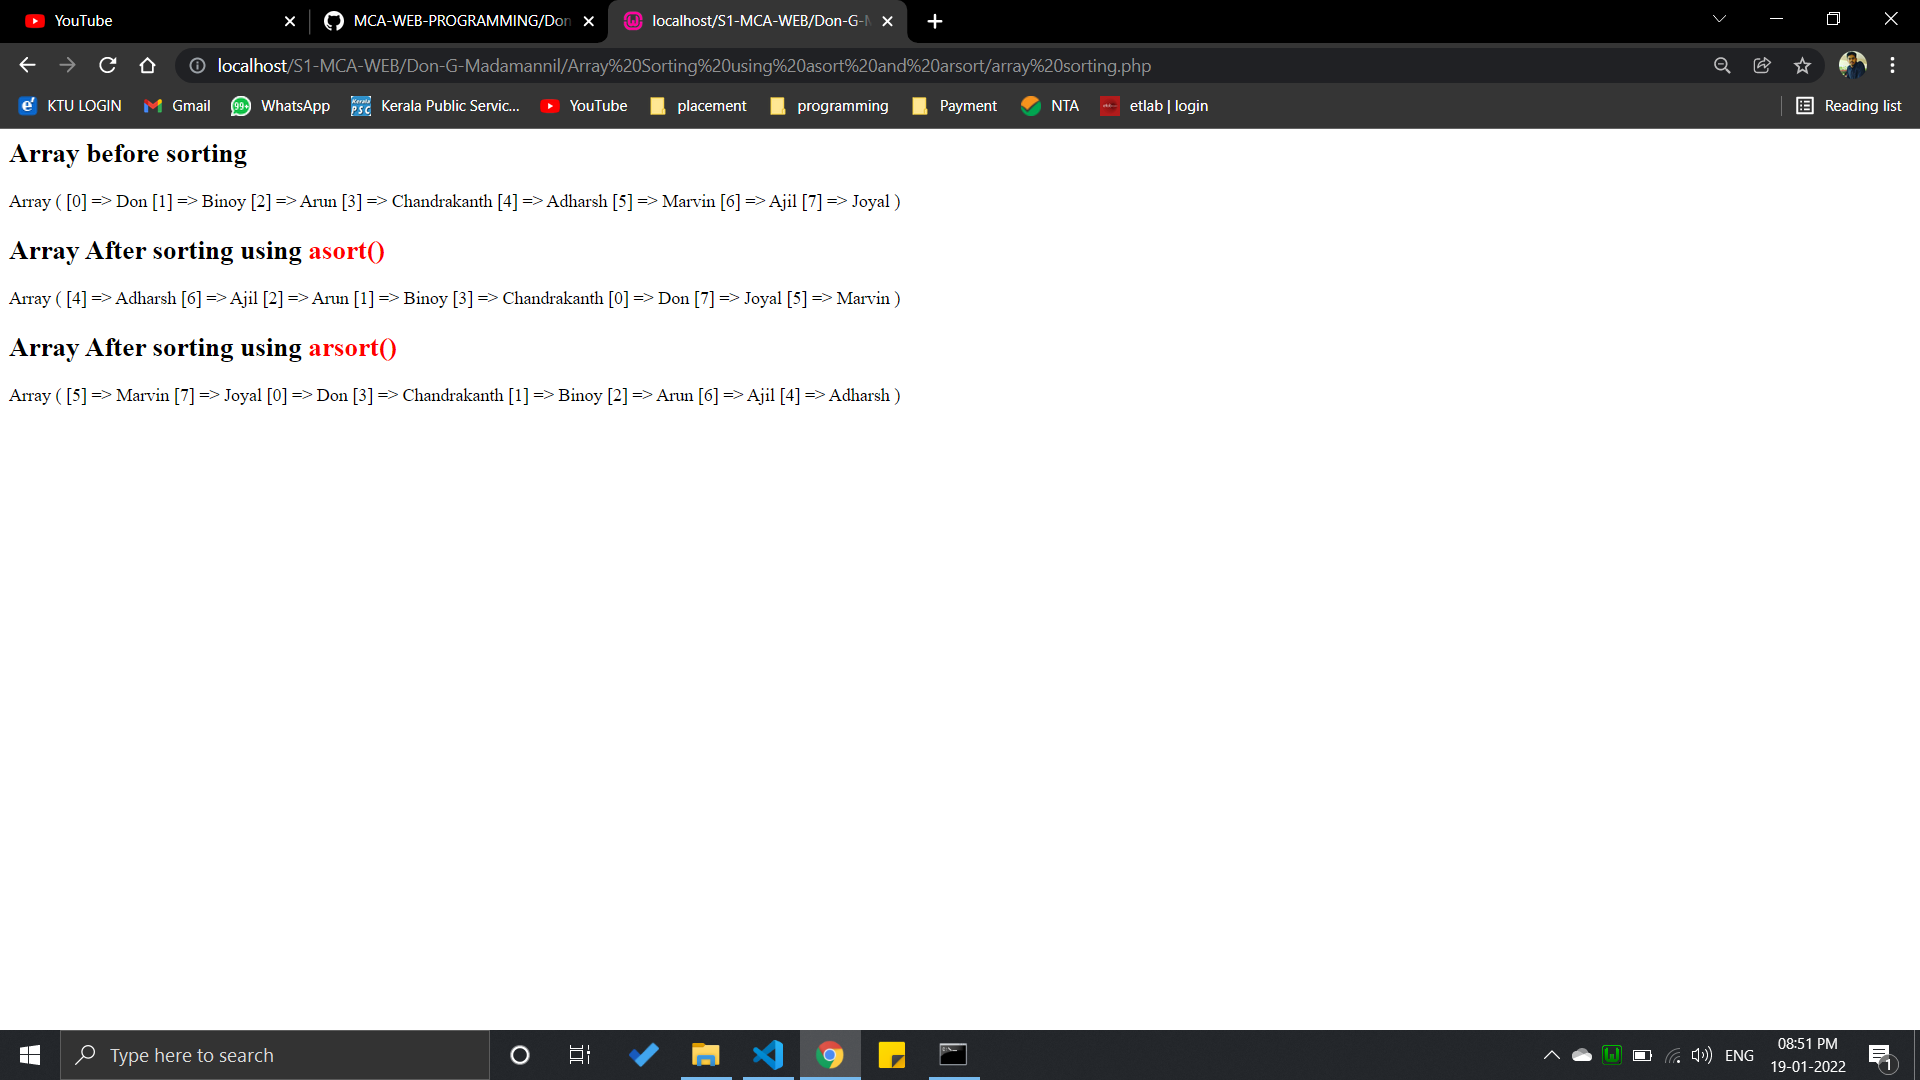 YouTube
MCA-WEB-PROGRAMMING/Don
localhost/S1-MCA-WEB/Don-G-M
localhost/S1-MCA-WEB/Don-G-Madamannil/Array%20Sorting%20using%20asort%20and%20arsort/array%20sorting.php
KTU LOGIN Gmail 99+ WhatsApp Kerala PSC Kerala Public Servic... YouTube placement programming Payment NTA etlab | login Reading list
Array before sorting
Array ( [0] => Don [1] => Binoy [2] => Arun [3] => Chandrakanth [4] => Adharsh [5] => Marvin [6] => Ajil [7] => Joyal )
Array After sorting using asort()
Array ( [4] => Adharsh [6] => Ajil [2] => Arun [1] => Binoy [3] => Chandrakanth [0] => Don [7] => Joyal [5] => Marvin )
Array After sorting using arsort()
Array ( [5] => Marvin [7] => Joyal [0] => Don [3] => Chandrakanth [1] => Binoy [2] => Arun [6] => Ajil [4] => Adharsh )
Type here to search
ENG
08:51 PM
19-01-2022
1